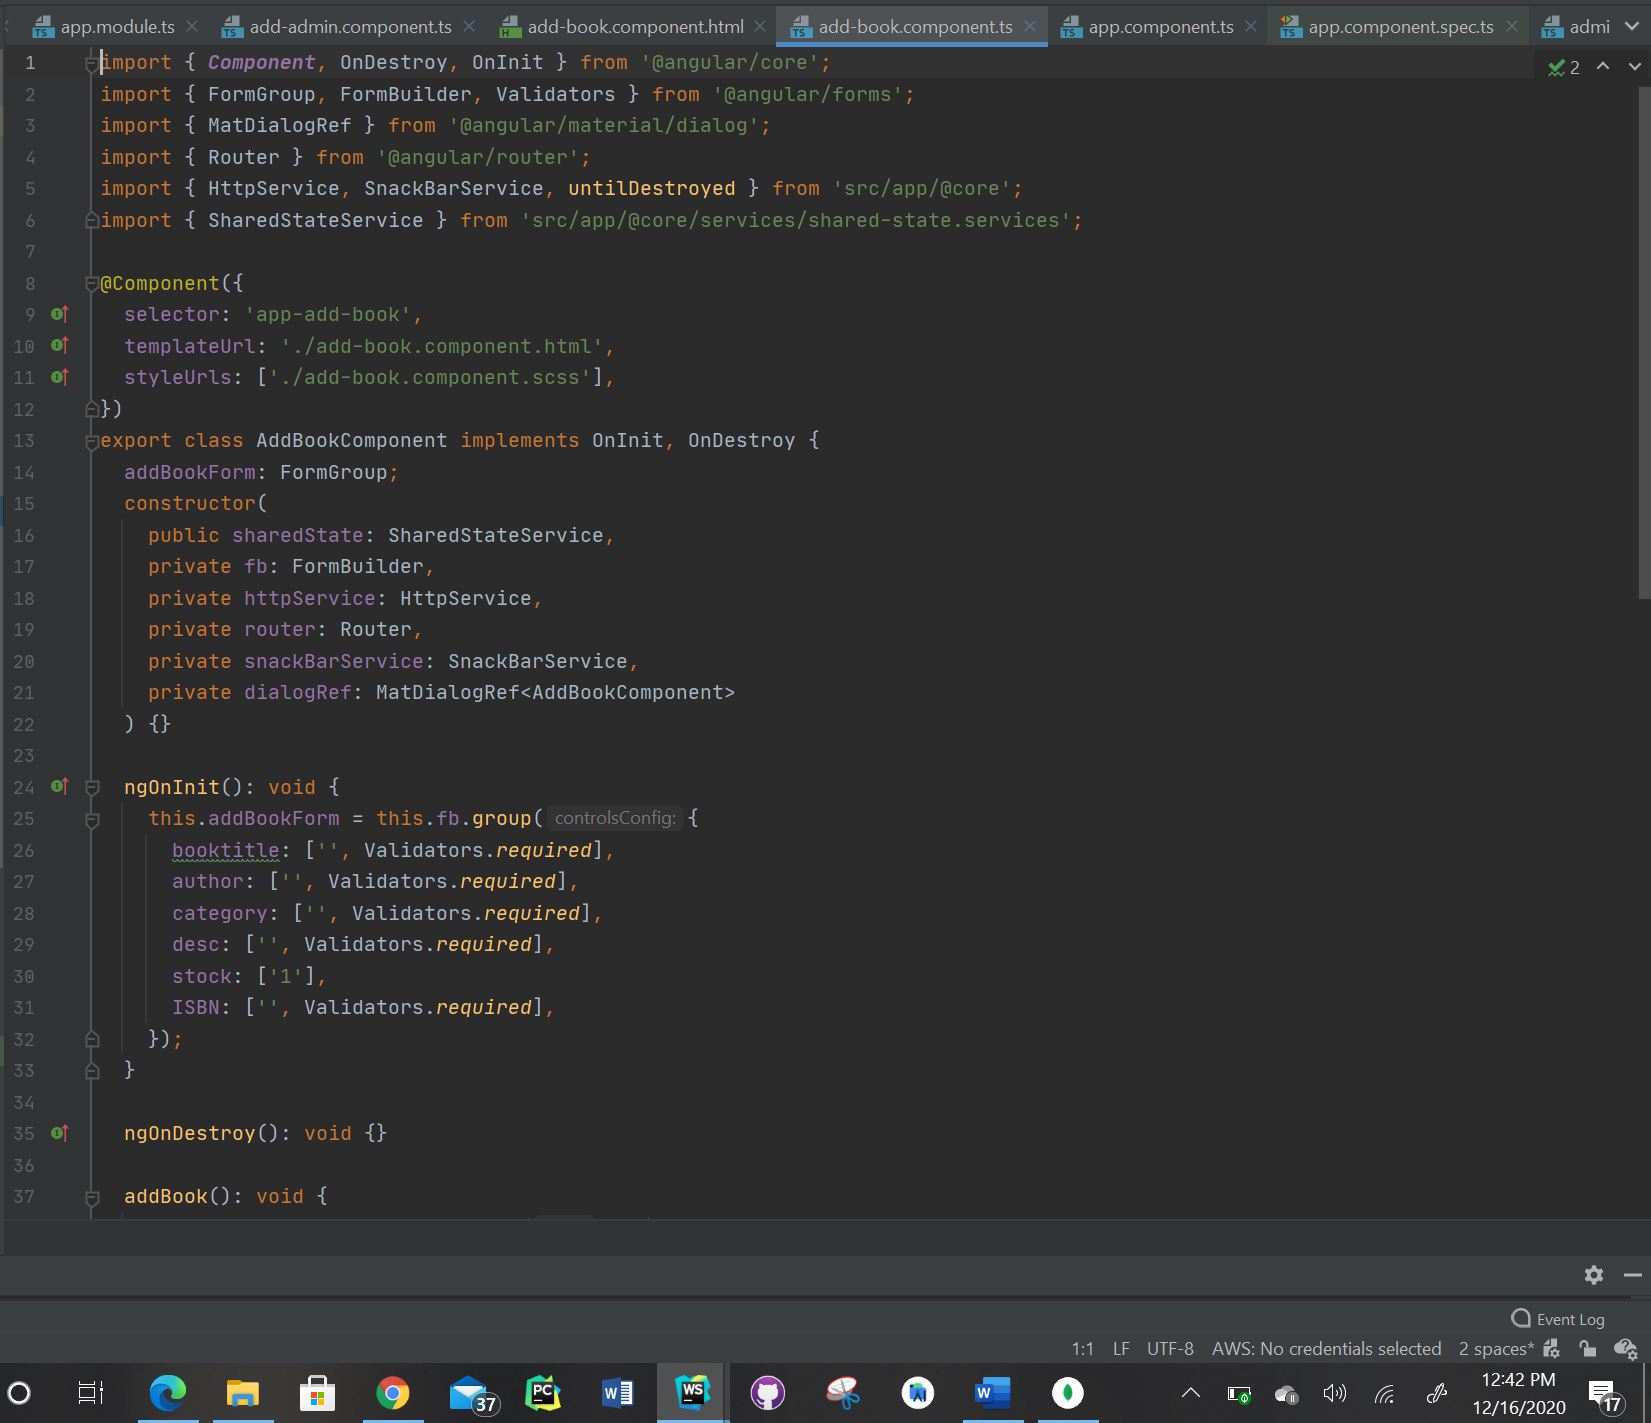 app.module.ts add-admin.component.ts add-book.component.html add-book.component.ts app.component.ts app.component.spec.ts admi
1 import { Component, OnDestroy, OnInit } from '@angular/core';
2
2 import { FormGroup, FormBuilder, Validators } from '@angular/forms';
3 import { MatDialogRef } from '@angular/material/dialog';
4 import { Router } from '@angular/router';
5 import { HttpService, SnackBarService, untilDestroyed } from 'src/app/@core';
6 import { SharedStateService } from 'src/app/@core/services/shared-state.services';
7
8 @Component({
9 selector: 'app-add-book',
10 templateUrl: './add-book.component.html',
11 styleUrls: ['./add-book.component.scss'],
12 })
13 export class AddBookComponent implements OnInit, OnDestroy {
14 addBookForm: FormGroup;
15 constructor(
16 public sharedState: SharedStateService,
17 private fb: FormBuilder,
18 private httpService: HttpService,
19 private router: Router,
20 private snackBarService: SnackBarService,
21 private dialogRef: MatDialogRef<AddBookComponent>
22 ) {}
23
24 ngOnInit(): void {
25 this.addBookForm = this.fb.group( controlsConfig: {
26 booktitle: ['', Validators.required],
27 author: ['', Validators.required],
28 category: ['', Validators.required],
29 desc: ['', Validators.required],
30 stock: ['1'],
31 ISBN: ['', Validators.required],
32 });
33 }
34
35 ngOnDestroy(): void {}
36
37 addBook(): void {
Event Log
1:1 LF UTF-8 AWS: No credentials selected 2 spaces*
37 PC W WS W 12:42 PM
12/16/2020 17